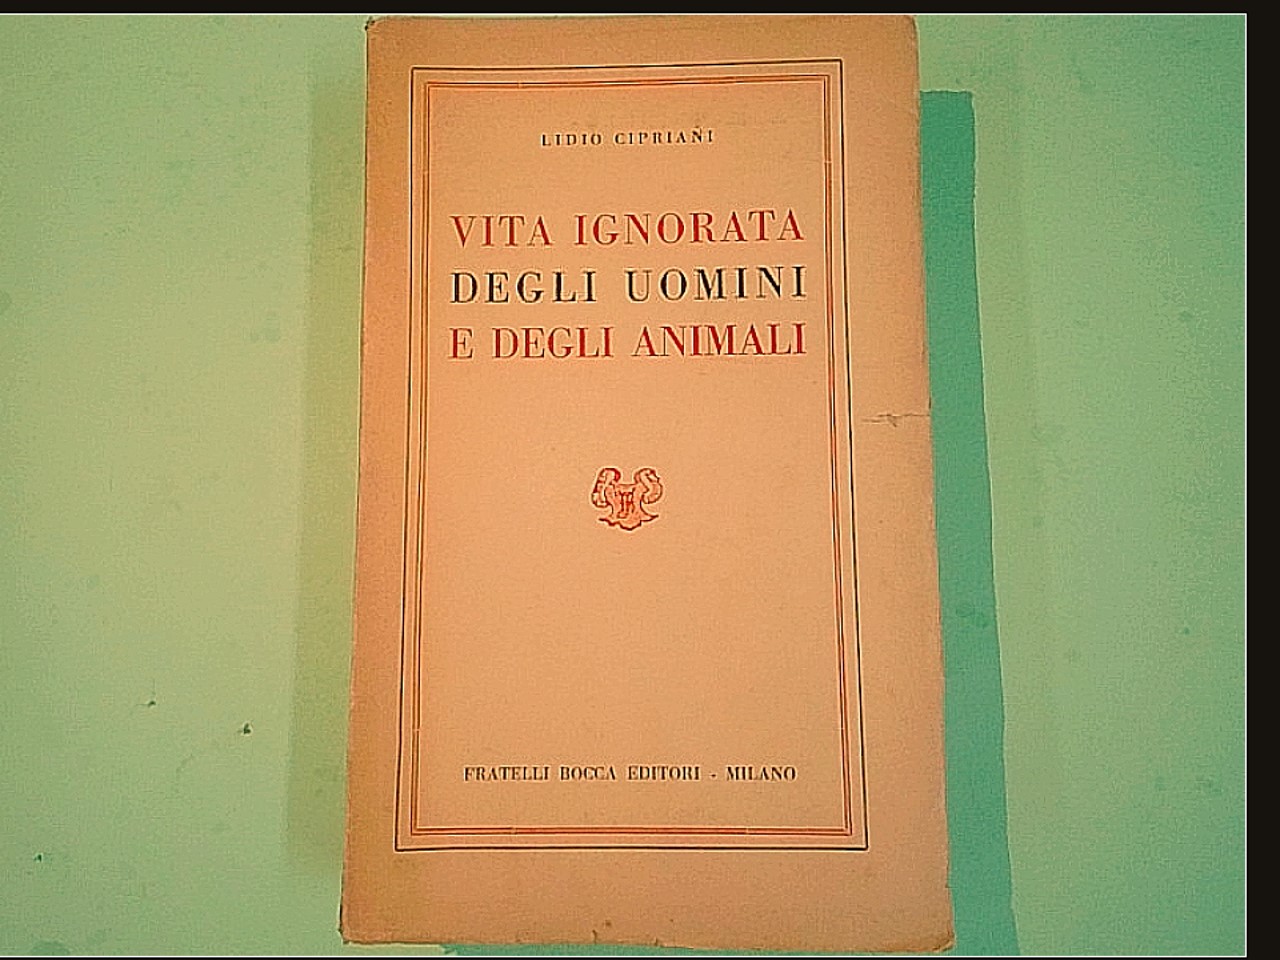 LIDIO CIPRIANI
VITA IGNORATA
DEGLI UOMINI
E DEGLI ANIMALI
FRATELLI BOCCA EDITORI - MILANO